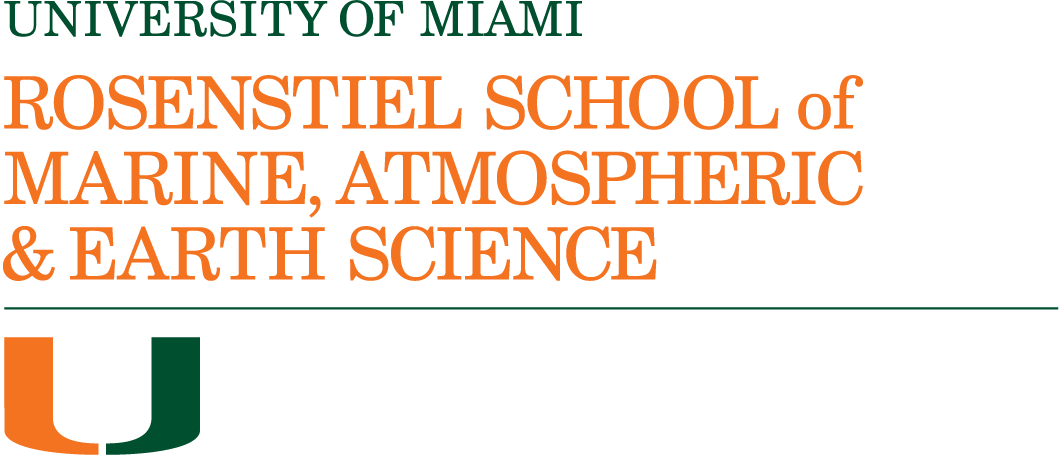 UNIVERSITY OF MIAMI
ROSENSTIEL SCHOOL of
MARINE, ATMOSPHERIC
& EARTH SCIENCE
U